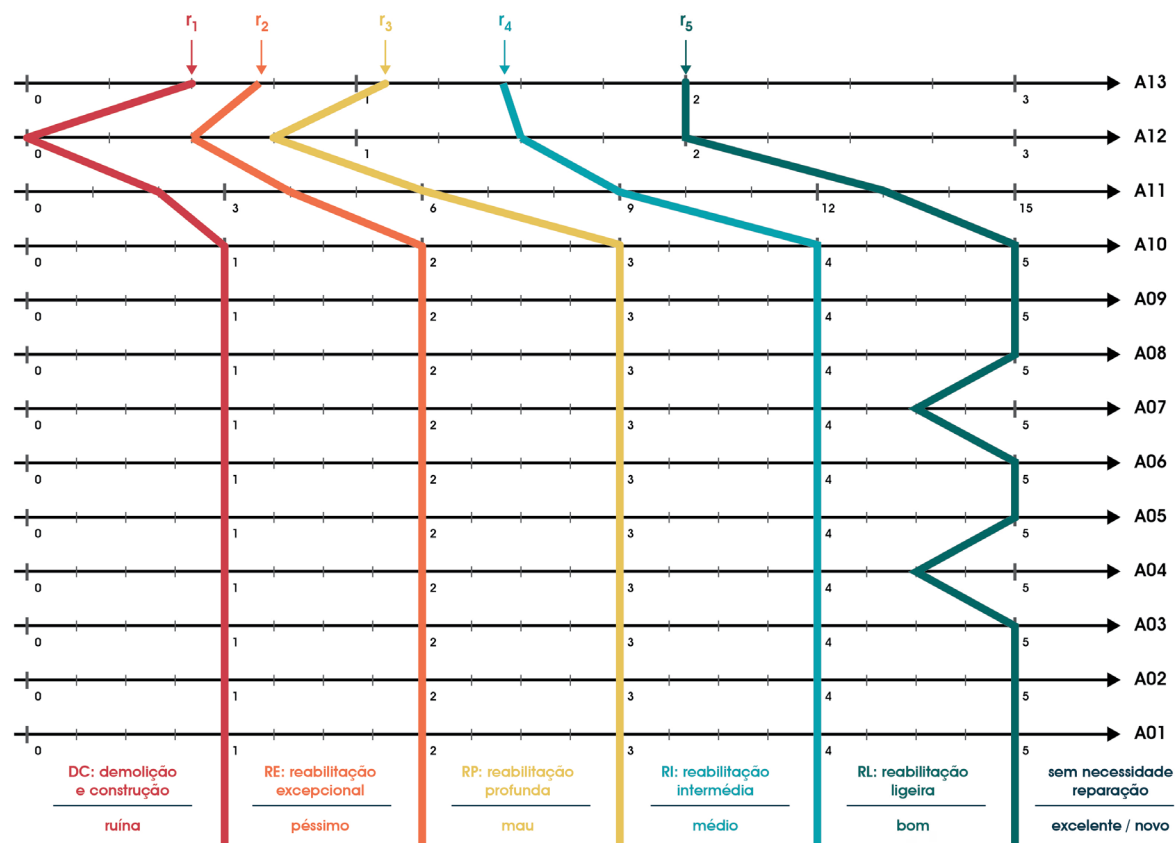 r1 r2 r3 r4 r5
A13
0 1 2 3
A12
0 1 2 3
A11
0 3 6 9 12 15
A10
0 1 2 3 4 5
A09
0 1 2 3 4 5
A08
0 1 2 3 4 5
A07
0 1 2 3 4 5
A06
0 1 2 3 4 5
A05
0 1 2 3 4 5
A04
0 1 2 3 4 5
A03
0 1 2 3 4 5
A02
0 1 2 3 4 5
A01
0 1 2 3 4 5
DC: demolição
e construção
ruína
RE: reabilitação
excepcional
péssimo
RP: reabilitação
profunda
mau
RI: reabilitação
intermédia
médio
RL: reabilitação
ligeira
bom
sem necessidade
reparação
excelente / novo